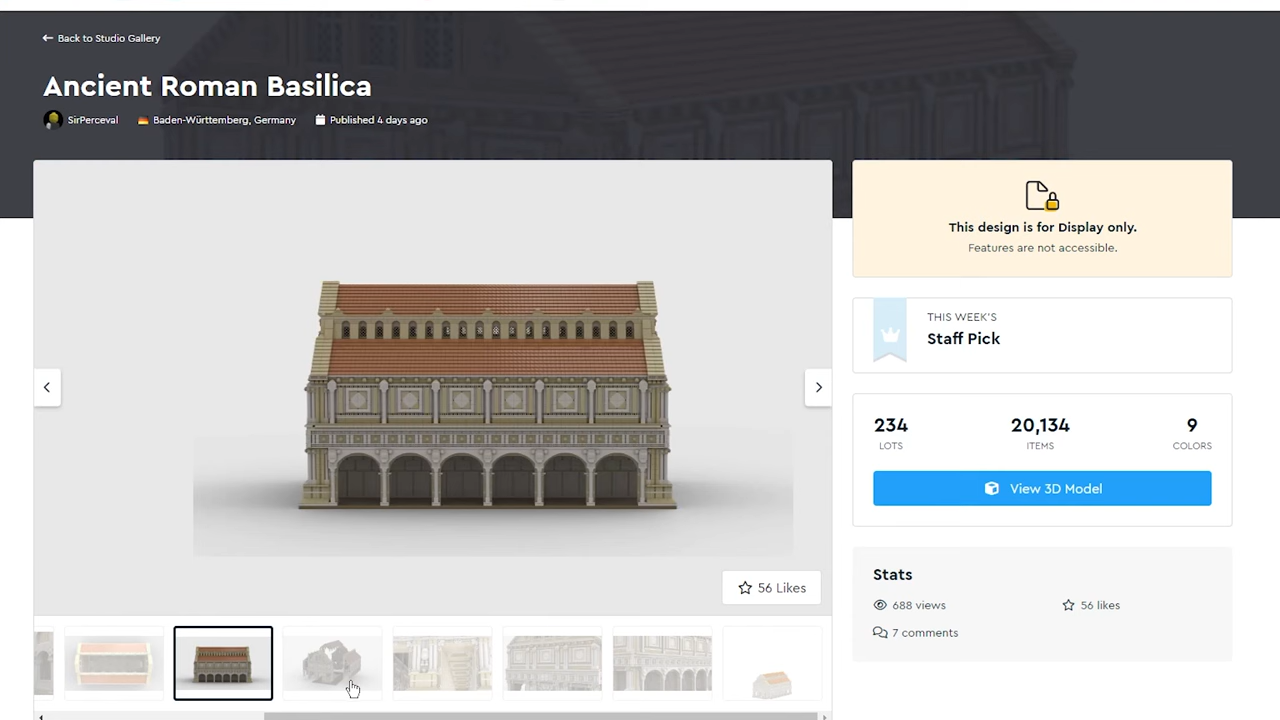 Back to Studio Gallery
Ancient Roman Basilica
SirPerceval Baden-Württemberg, Germany Published 4 days ago
This design is for Display only.
Features are not accessible.
THIS WEEK'S
Staff Pick
234 20,134 9
LOTS ITEMS COLORS
View 3D Model
56 Likes
Stats
688 views 56 likes
7 comments